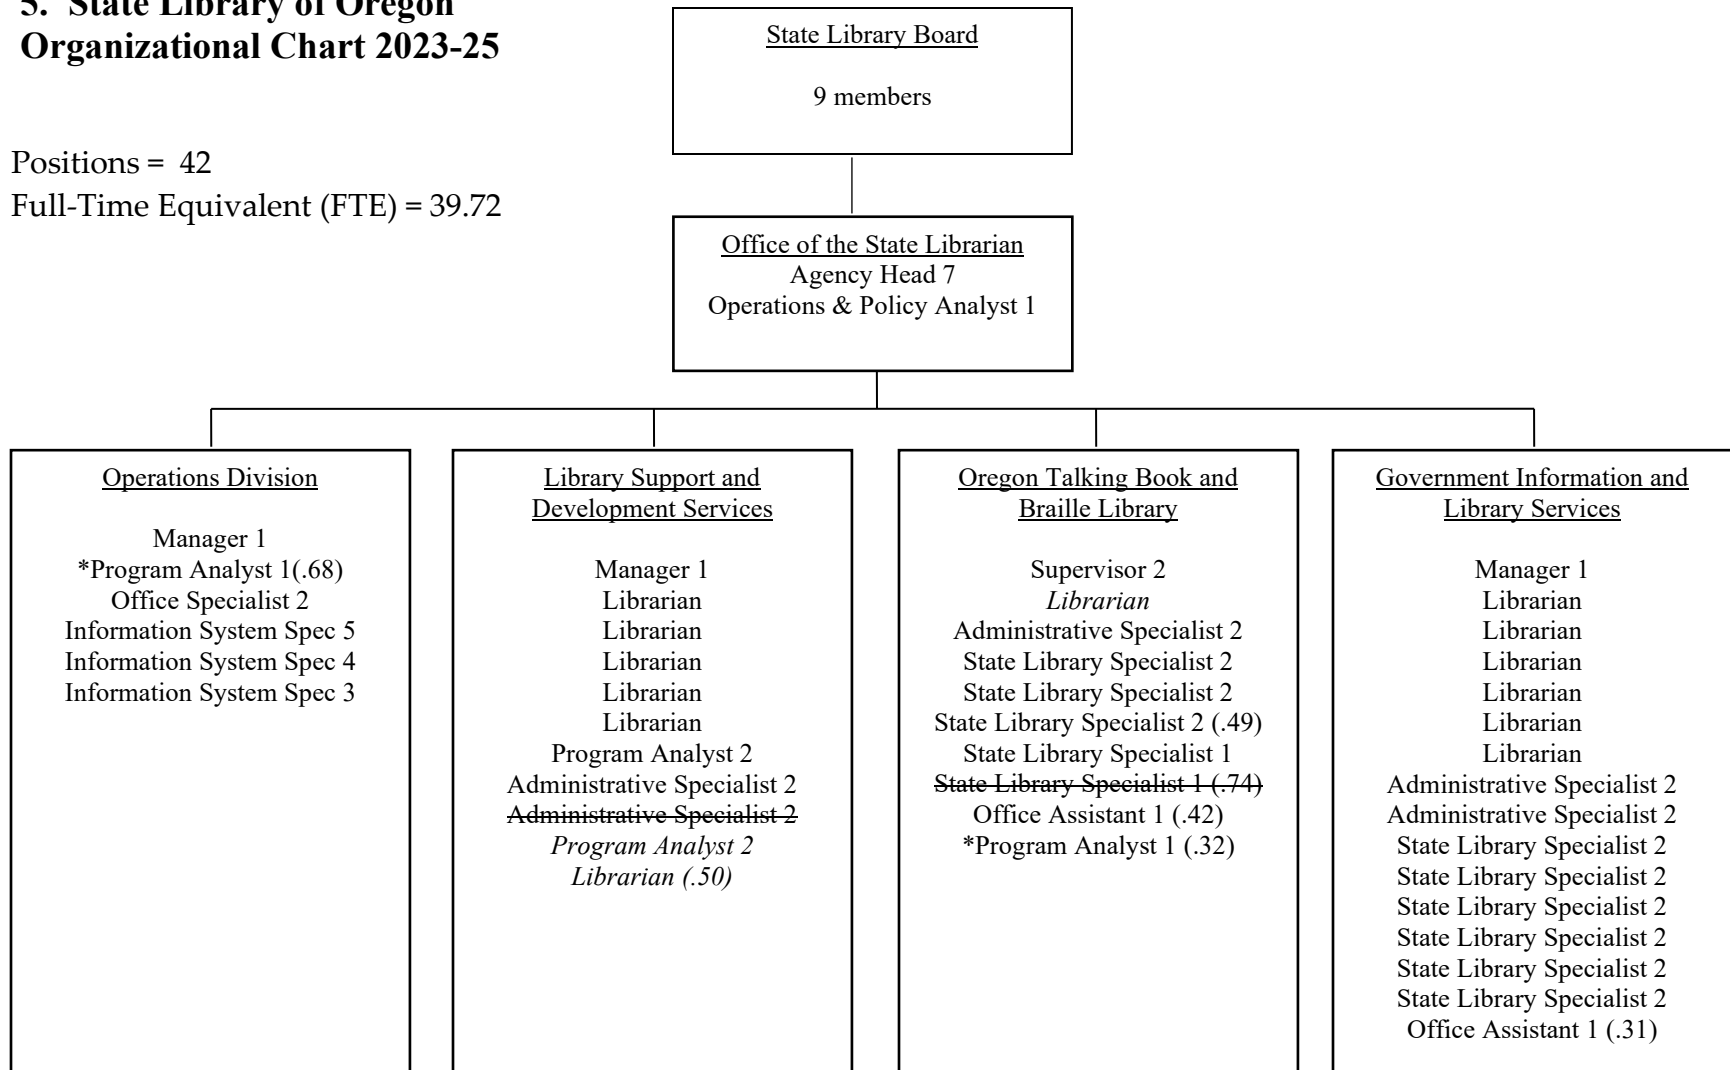 5. State Library of Oregon
Organizational Chart 2023-25
Positions = 42
Full-Time Equivalent (FTE) = 39.72
State Library Board
9 members
Office of the State Librarian
Agency Head 7
Operations & Policy Analyst 1
Operations Division
Manager 1
*Program Analyst 1(.68)
Office Specialist 2
Information System Spec 5
Information System Spec 4
Information System Spec 3
Library Support and
Development Services
Manager 1
Librarian
Librarian
Librarian
Librarian
Librarian
Program Analyst 2
Administrative Specialist 2
Administrative Specialist 2
Program Analyst 2
Librarian (.50)
Oregon Talking Book and
Braille Library
Supervisor 2
Librarian
Administrative Specialist 2
State Library Specialist 2
State Library Specialist 2
State Library Specialist 2 (.49)
State Library Specialist 1
State Library Specialist 1 (.74)
Office Assistant 1 (.42)
*Program Analyst 1 (.32)
Government Information and
Library Services
Manager 1
Librarian
Librarian
Librarian
Librarian
Librarian
Librarian
Administrative Specialist 2
Administrative Specialist 2
State Library Specialist 2
State Library Specialist 2
State Library Specialist 2
State Library Specialist 2
State Library Specialist 2
State Library Specialist 2
Office Assistant 1 (.31)